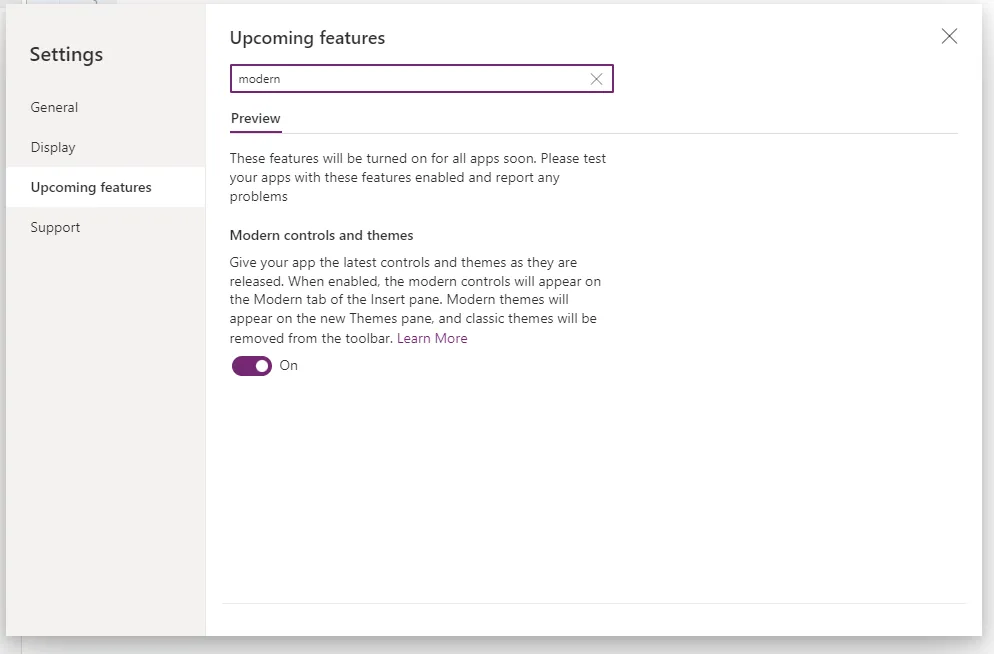 Settings
General
Display
Upcoming features
Support
Upcoming features
modern
Preview
These features will be turned on for all apps soon. Please test
your apps with these features enabled and report any
problems
Modern controls and themes
Give your app the latest controls and themes as they are
released. When enabled, the modern controls will appear on
the Modern tab of the Insert pane. Modern themes will
appear on the new Themes pane, and classic themes will be
removed from the toolbar. Learn More
On